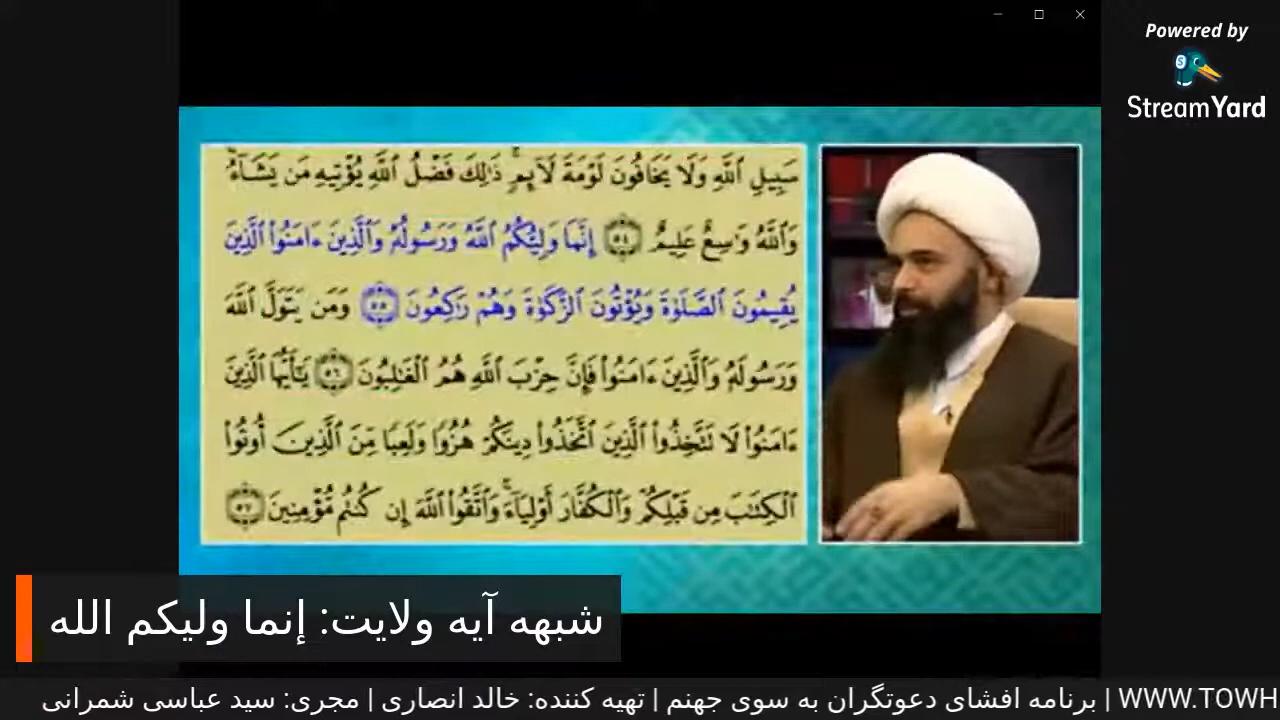 Powered by
StreamYard
سَبِيلِ ٱللَّهِ وَلَا يَخَافُونَ لَوْمَةَ لَآئِمٍۚ ذَٰلِكَ فَضْلُ ٱللَّهِ يُؤْتِيهِ مَن يَشَآءُۚ
وَٱللَّهُ وَٰسِعٌ عَلِيمٌ ٥٤ إِنَّمَا وَلِيُّكُمُ ٱللَّهُ وَرَسُولُهُۥ وَٱلَّذِينَ ءَامَنُوا۟ ٱلَّذِينَ
يُقِيمُونَ ٱلصَّلَوٰةَ وَيُؤْتُونَ ٱلزَّكَوٰةَ وَهُمْ رَٰكِعُونَ ٥٥ وَمَن يَتَوَلَّ ٱللَّهَ
وَرَسُولَهُۥ وَٱلَّذِينَ ءَامَنُوا۟ فَإِنَّ حِزْبَ ٱللَّهِ هُمُ ٱلْغَٰلِبُونَ ٥٦ يَٰٓأَيُّهَا ٱلَّذِينَ
ءَامَنُوا۟ لَا تَتَّخِذُوا۟ ٱلَّذِينَ ٱتَّخَذُوا۟ دِينَكُمْ هُزُوًا وَلَعِبًا مِّنَ ٱلَّذِينَ أُوتُوا۟
ٱلْكِتَٰبَ مِن قَبْلِكُمْ وَٱلْكُفَّارَ أَوْلِيَآءَۚ وَٱتَّقُوا۟ ٱللَّهَ إِن كُنتُم مُّؤْمِنِينَ ٥٧
شبهه آیه ولایت: إنما ولیکم الله
WWW.TOWH | برنامه افشای دعوتگران به سوی جهنم | تهیه کننده: خالد انصاری | مجری: سید عباسی شمرانی